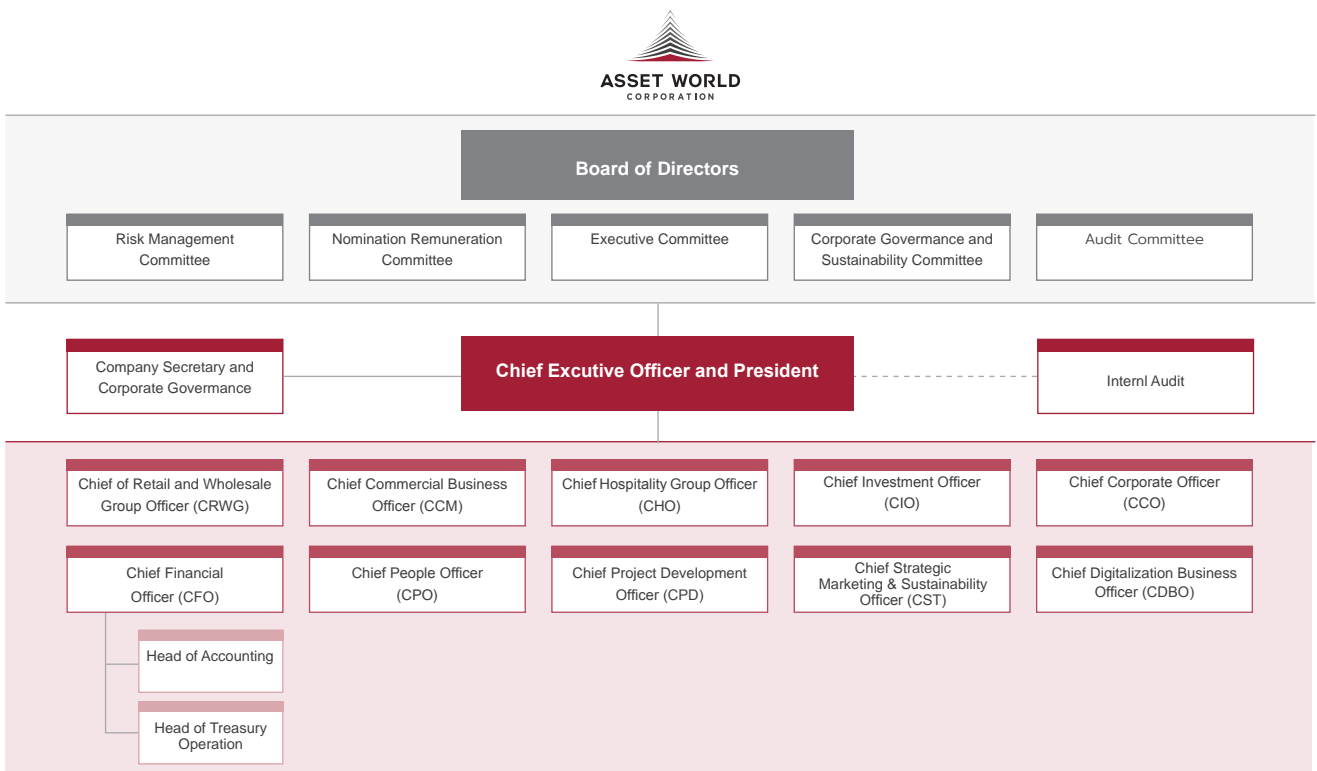 ASSET WORLD
CORPORATION
Board of Directors
Risk Management
Committee
Nomination Remuneration
Committee
Executive Committee
Corporate Governance and
Sustainability Committee
Audit Committee
Company Secretary and
Corporate Governance
Chief Excutive Officer and President
Internl Audit
Chief of Retail and Wholesale
Group Officer (CRWG)
Chief Commercial Business
Officer (CCM)
Chief Hospitality Group Officer
(CHO)
Chief Investment Officer
(CIO)
Chief Corporate Officer
(CCO)
Chief Financial
Officer (CFO)
Chief People Officer
(CPO)
Chief Project Development
Officer (CPD)
Chief Strategic
Marketing & Sustainability
Officer (CST)
Chief Digitalization Business
Officer (CDBO)
Head of Accounting
Head of Treasury
Operation